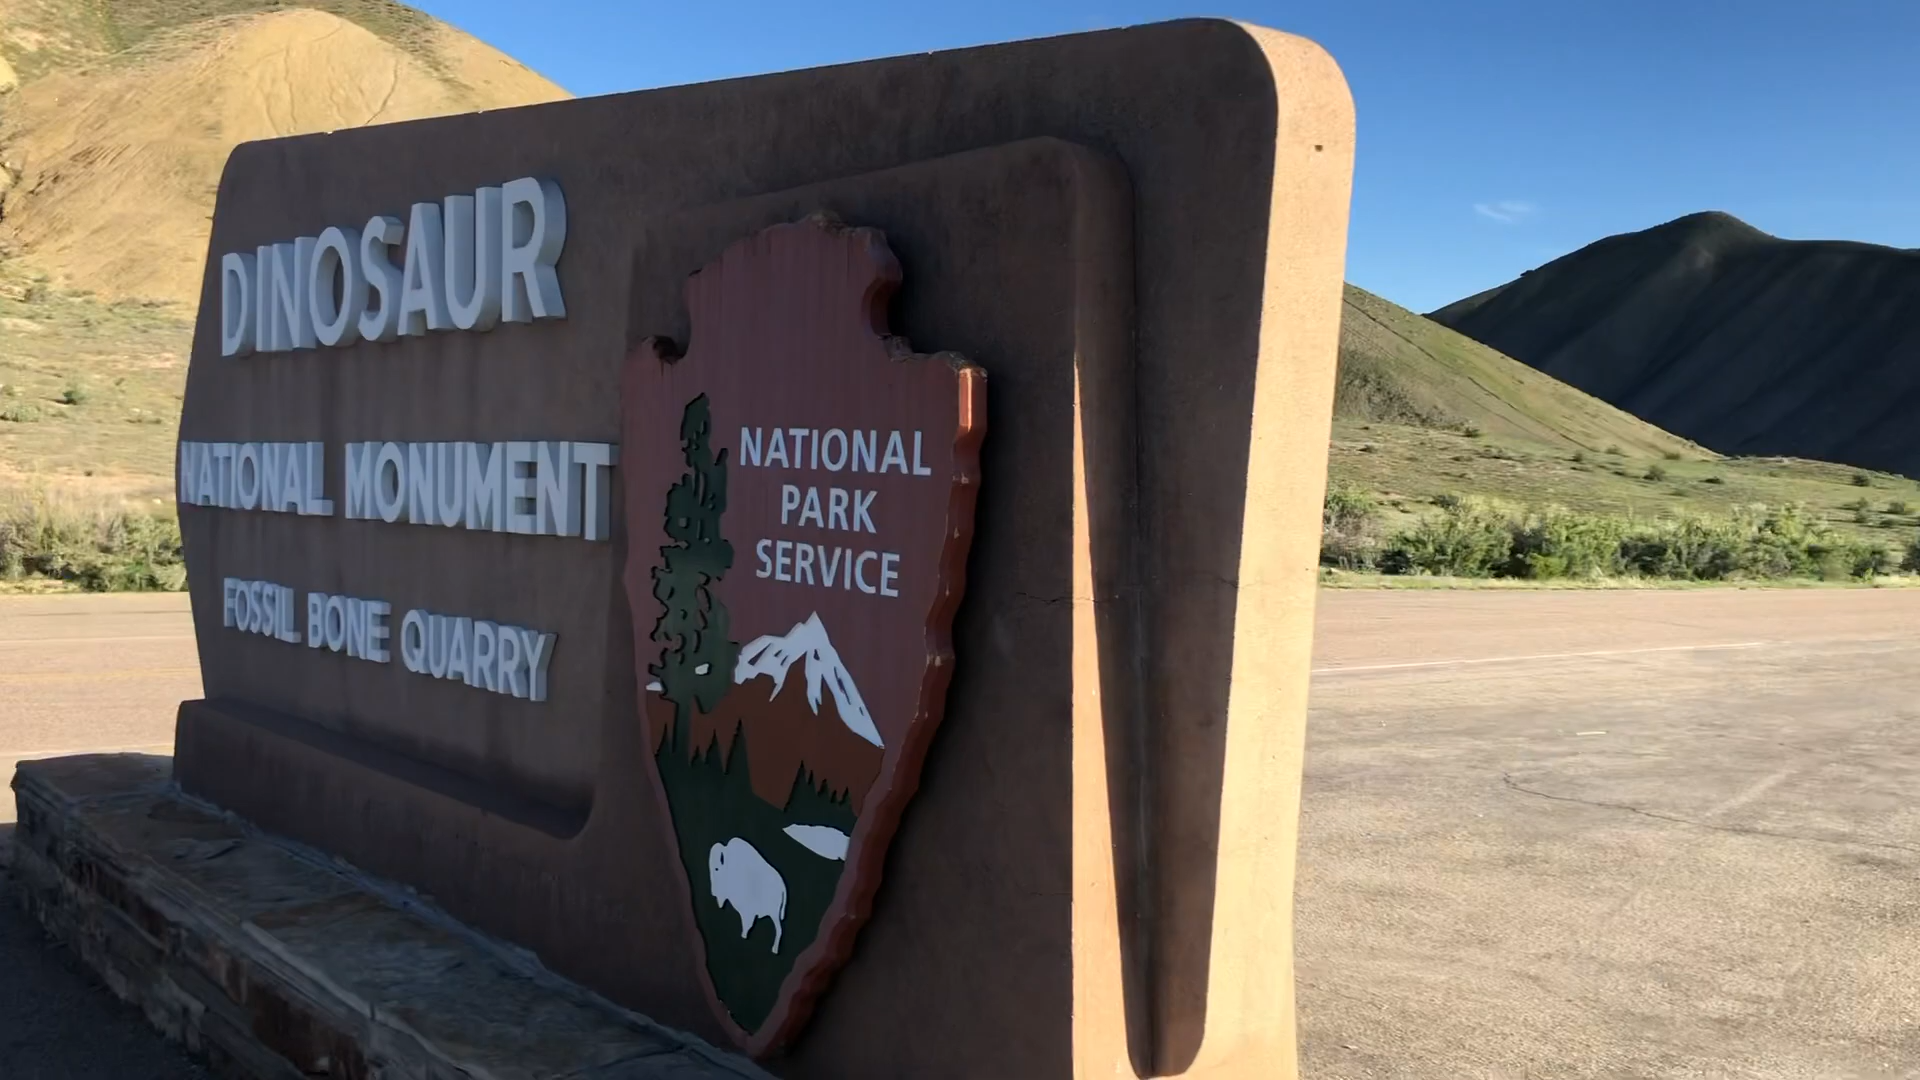 DINOSAUR
NATIONAL MONUMENT
FOSSIL BONE QUARRY
NATIONAL
PARK
SERVICE